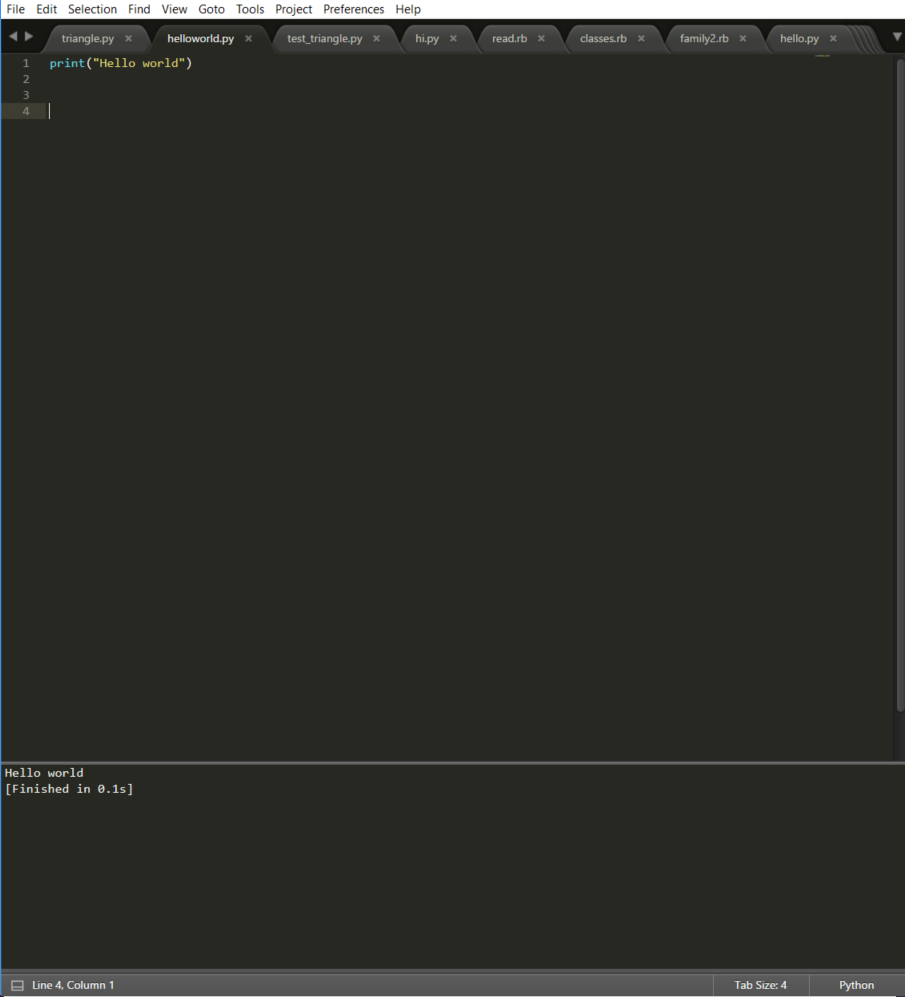 File Edit Selection Find View Goto Tools Project Preferences Help
triangle.py × helloworld.py × test_triangle.py × hi.py × read.rb × classes.rb × family2.rb × hello.py ×
1 print("Hello world")
2
3
4
Hello world
[Finished in 0.1s]
Line 4, Column 1 Tab Size: 4 Python